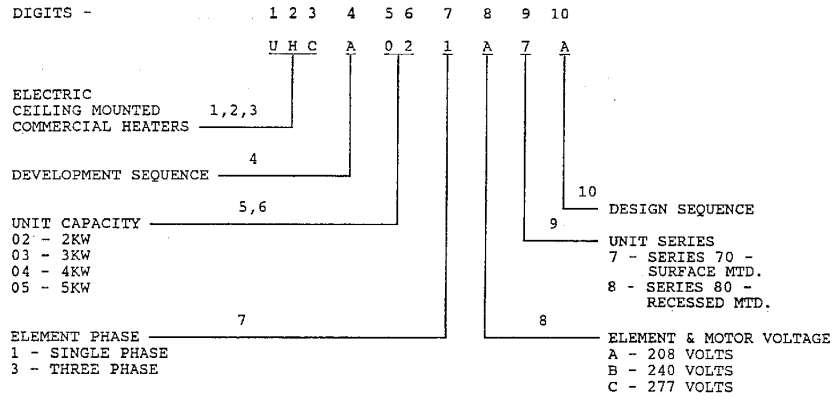 DIGITS - 1 2 3 4 5 6 7 8 9 10
U H C A 0 2 1 A 7 A
ELECTRIC
CEILING MOUNTED 1,2,3
COMMERCIAL HEATERS
4
DEVELOPMENT SEQUENCE
10
DESIGN SEQUENCE
5,6
UNIT CAPACITY
02 - 2KW
03 - 3KW
04 - 4KW
05 - 5KW
9
UNIT SERIES
7 - SERIES 70 -
SURFACE MTD.
8 - SERIES 80 -
RECESSED MTD.
7
ELEMENT PHASE
1 - SINGLE PHASE
3 - THREE PHASE
8
ELEMENT & MOTOR VOLTAGE
A - 208 VOLTS
B - 240 VOLTS
C - 277 VOLTS